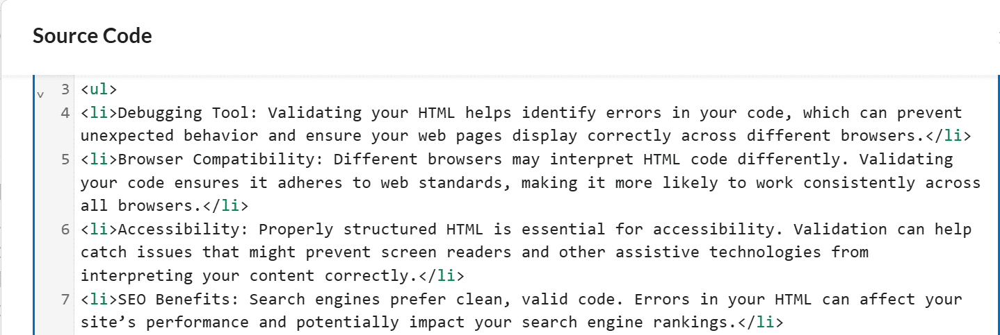 Source Code
3 <ul>
4 <li>Debugging Tool: Validating your HTML helps identify errors in your code, which can prevent
unexpected behavior and ensure your web pages display correctly across different browsers.</li>
5 <li>Browser Compatibility: Different browsers may interpret HTML code differently. Validating
your code ensures it adheres to web standards, making it more likely to work consistently across
all browsers.</li>
6 <li>Accessibility: Properly structured HTML is essential for accessibility. Validation can help
catch issues that might prevent screen readers and other assistive technologies from
interpreting your content correctly.</li>
7 <li>SEO Benefits: Search engines prefer clean, valid code. Errors in your HTML can affect your
site’s performance and potentially impact your search engine rankings.</li>